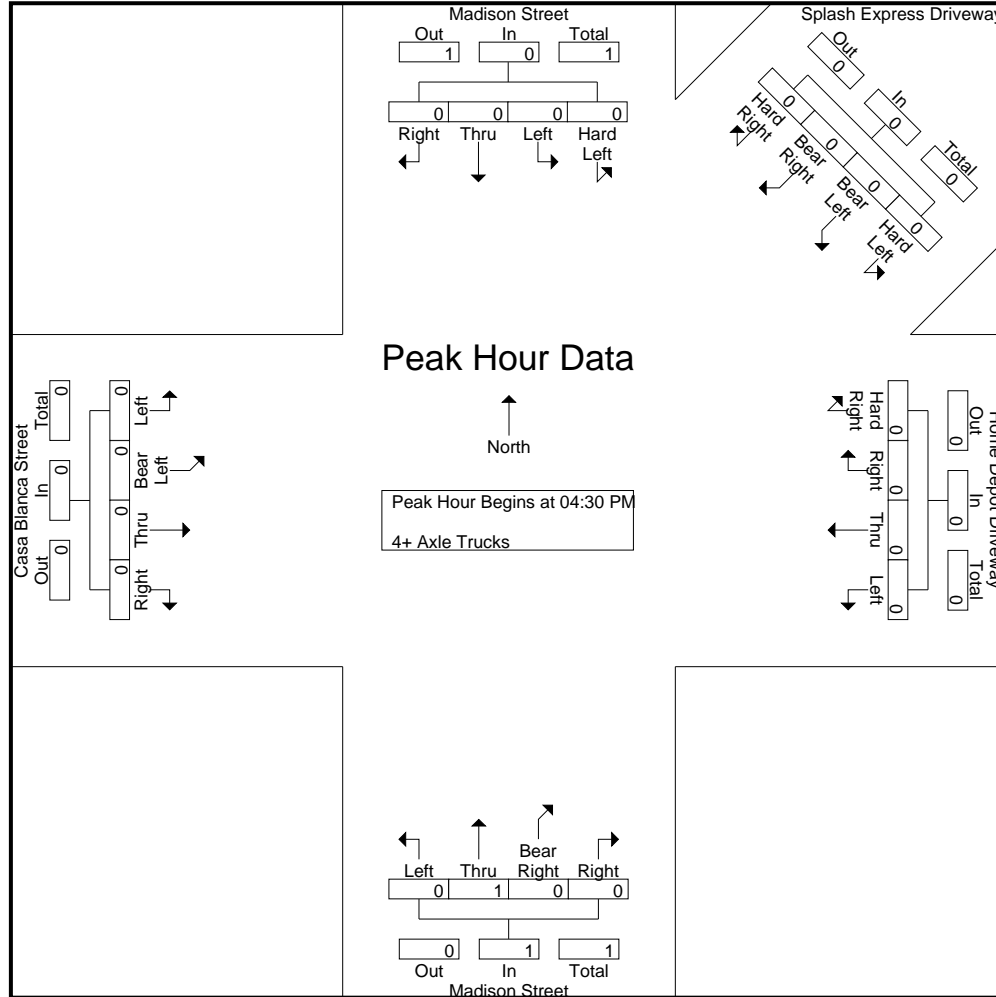 Madison Street
Out In Total
1 0 1
0 0 0 0
Right Thru Left Hard
Left
Splash Express Driveway
Out
0
In
0
Total
0
0
0
0
0
Hard
Right
Bear
Right
Bear
Left
Hard
Left
Peak Hour Data
North
Peak Hour Begins at 04:30 PM
4+ Axle Trucks
Casa Blanca Street
Out In Total
0 0 0
0 0 0 0
Right Thru Bear
Left Left
Home Depot Driveway
Out In Total
0 0 0
0 0 0 0
Hard
Right Right Thru Left
Bear
Left Thru Right Right
0 1 0 0
0 1 1
Out In Total
Madison Street